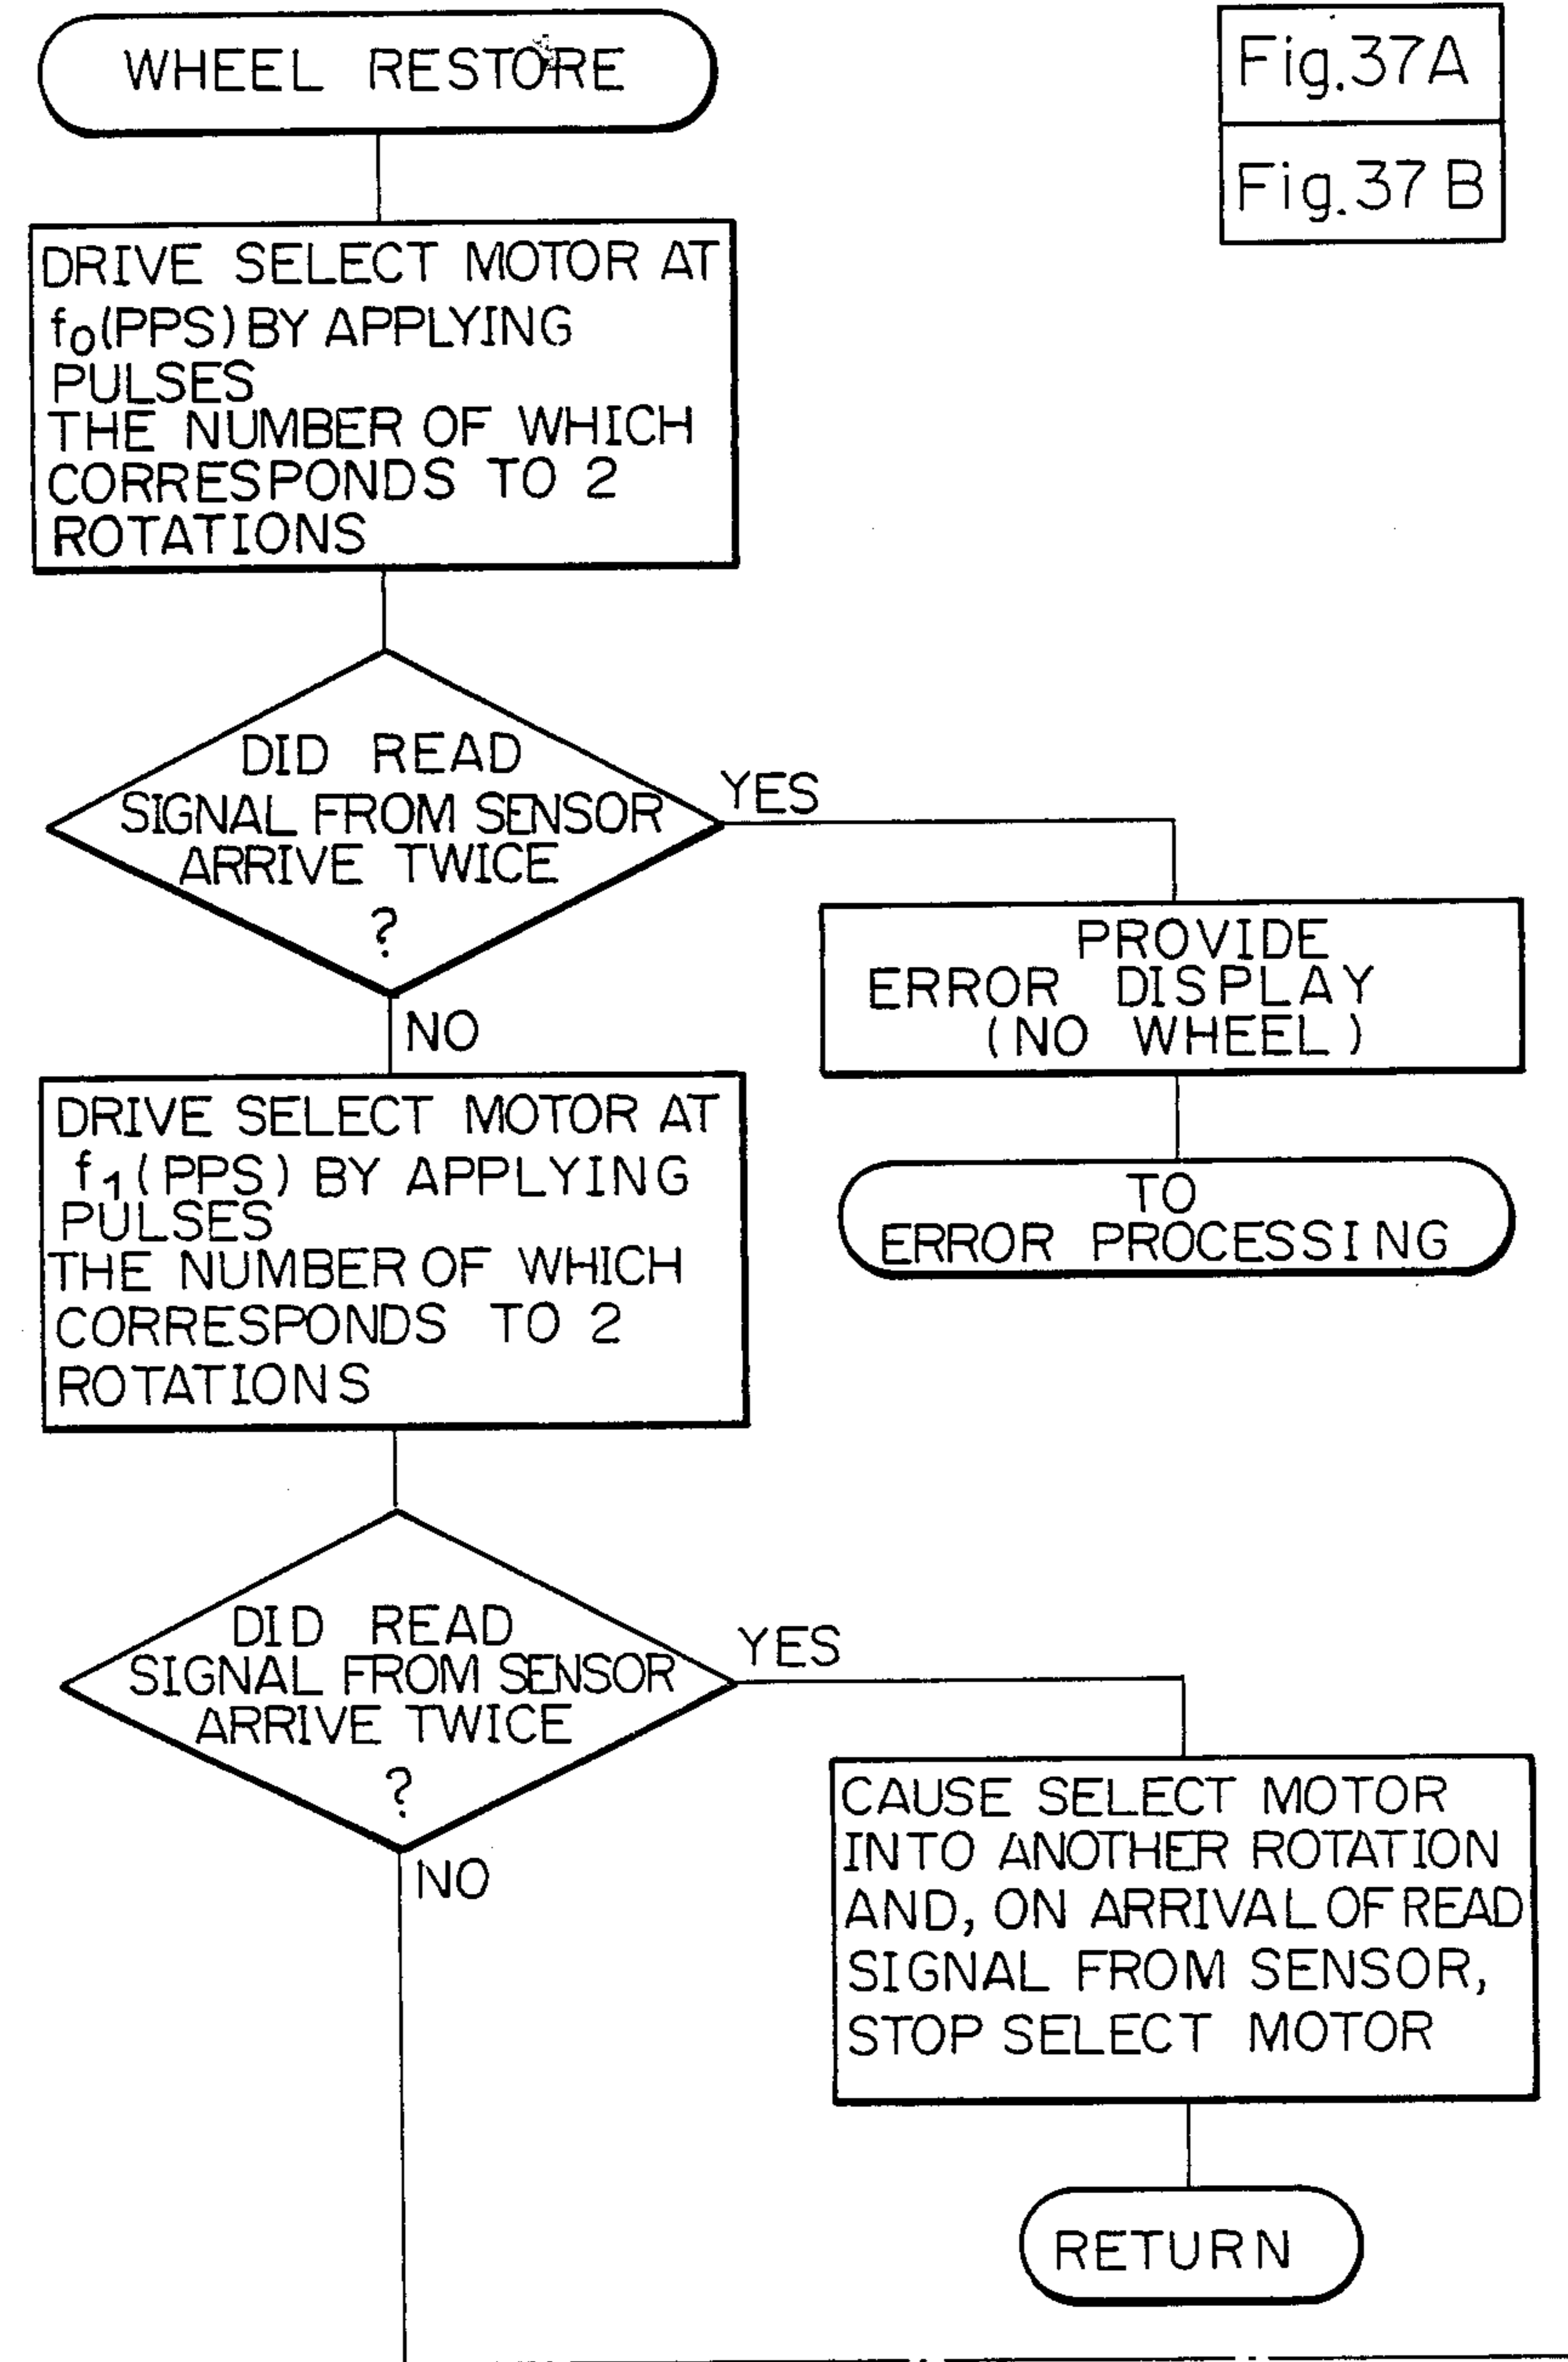 WHEEL RESTORE
Fig.37A
Fig.37B
DRIVE SELECT MOTOR AT
f0(PPS) BY APPLYING
PULSES
THE NUMBER OF WHICH
CORRESPONDS TO 2
ROTATIONS
DID READ
SIGNAL FROM SENSOR
ARRIVE TWICE
?
YES
NO
PROVIDE
ERROR DISPLAY
(NO WHEEL)
TO
ERROR PROCESSING
DRIVE SELECT MOTOR AT
f1(PPS) BY APPLYING
PULSES
THE NUMBER OF WHICH
CORRESPONDS TO 2
ROTATIONS
DID READ
SIGNAL FROM SENSOR
ARRIVE TWICE
?
YES
NO
CAUSE SELECT MOTOR
INTO ANOTHER ROTATION
AND, ON ARRIVAL OF READ
SIGNAL FROM SENSOR,
STOP SELECT MOTOR
RETURN